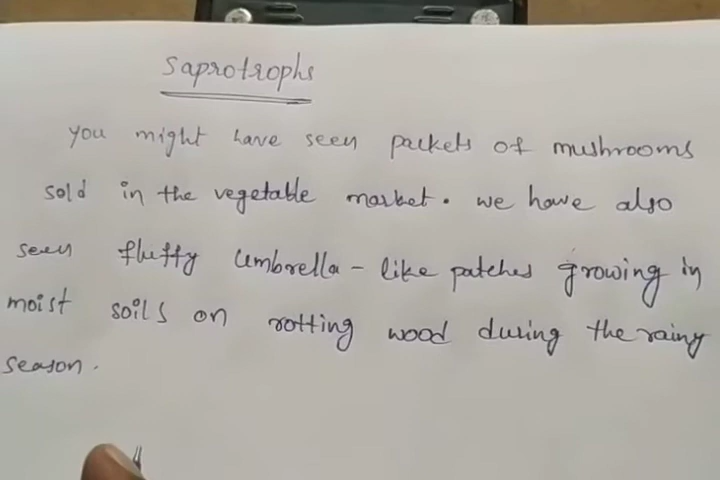 Saprotrophs
you might have seen packets of mushrooms
sold in the vegetable market. we have also
seen fluffy umbrella - like patches growing in
moist soils on rotting wood during the rainy
season.